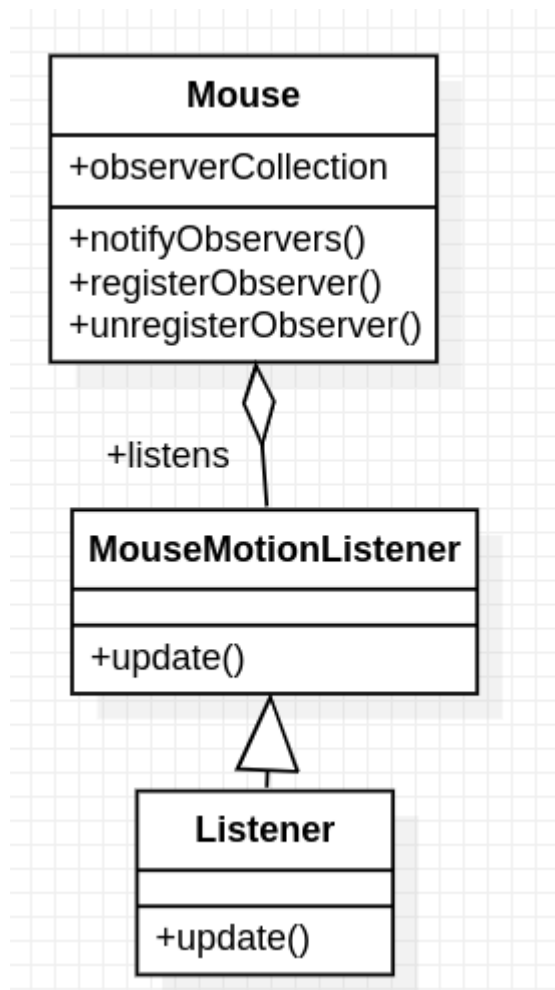 Mouse
+observerCollection
+notifyObservers()
+registerObserver()
+unregisterObserver()
+listens
MouseMotionListener
+update()
Listener
+update()